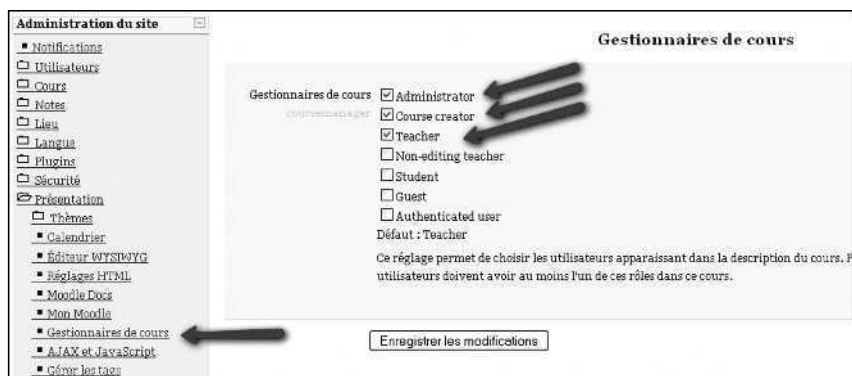 Administration du site
Notifications
Utilisateurs
Cours
Notes
Lieu
Langue
Plugins
Sécurité
Présentation
Thèmes
Calendrier
Éditeur WYSIWYG
Réglages HTML
Moodle Docs
Mon Moodle
Gestionnaires de cours
AJAX et JavaScript
Gérer les tags
Gestionnaires de cours
Gestionnaires de cours
coursemanager
Administrator
Course creator
Teacher
Non-editing teacher
Student
Guest
Authenticated user
Défaut : Teacher
Ce réglage permet de choisir les utilisateurs apparaissant dans la description du cours.
utilisateurs doivent avoir au moins l'un de ces rôles dans ce cours.
Enregistrer les modifications